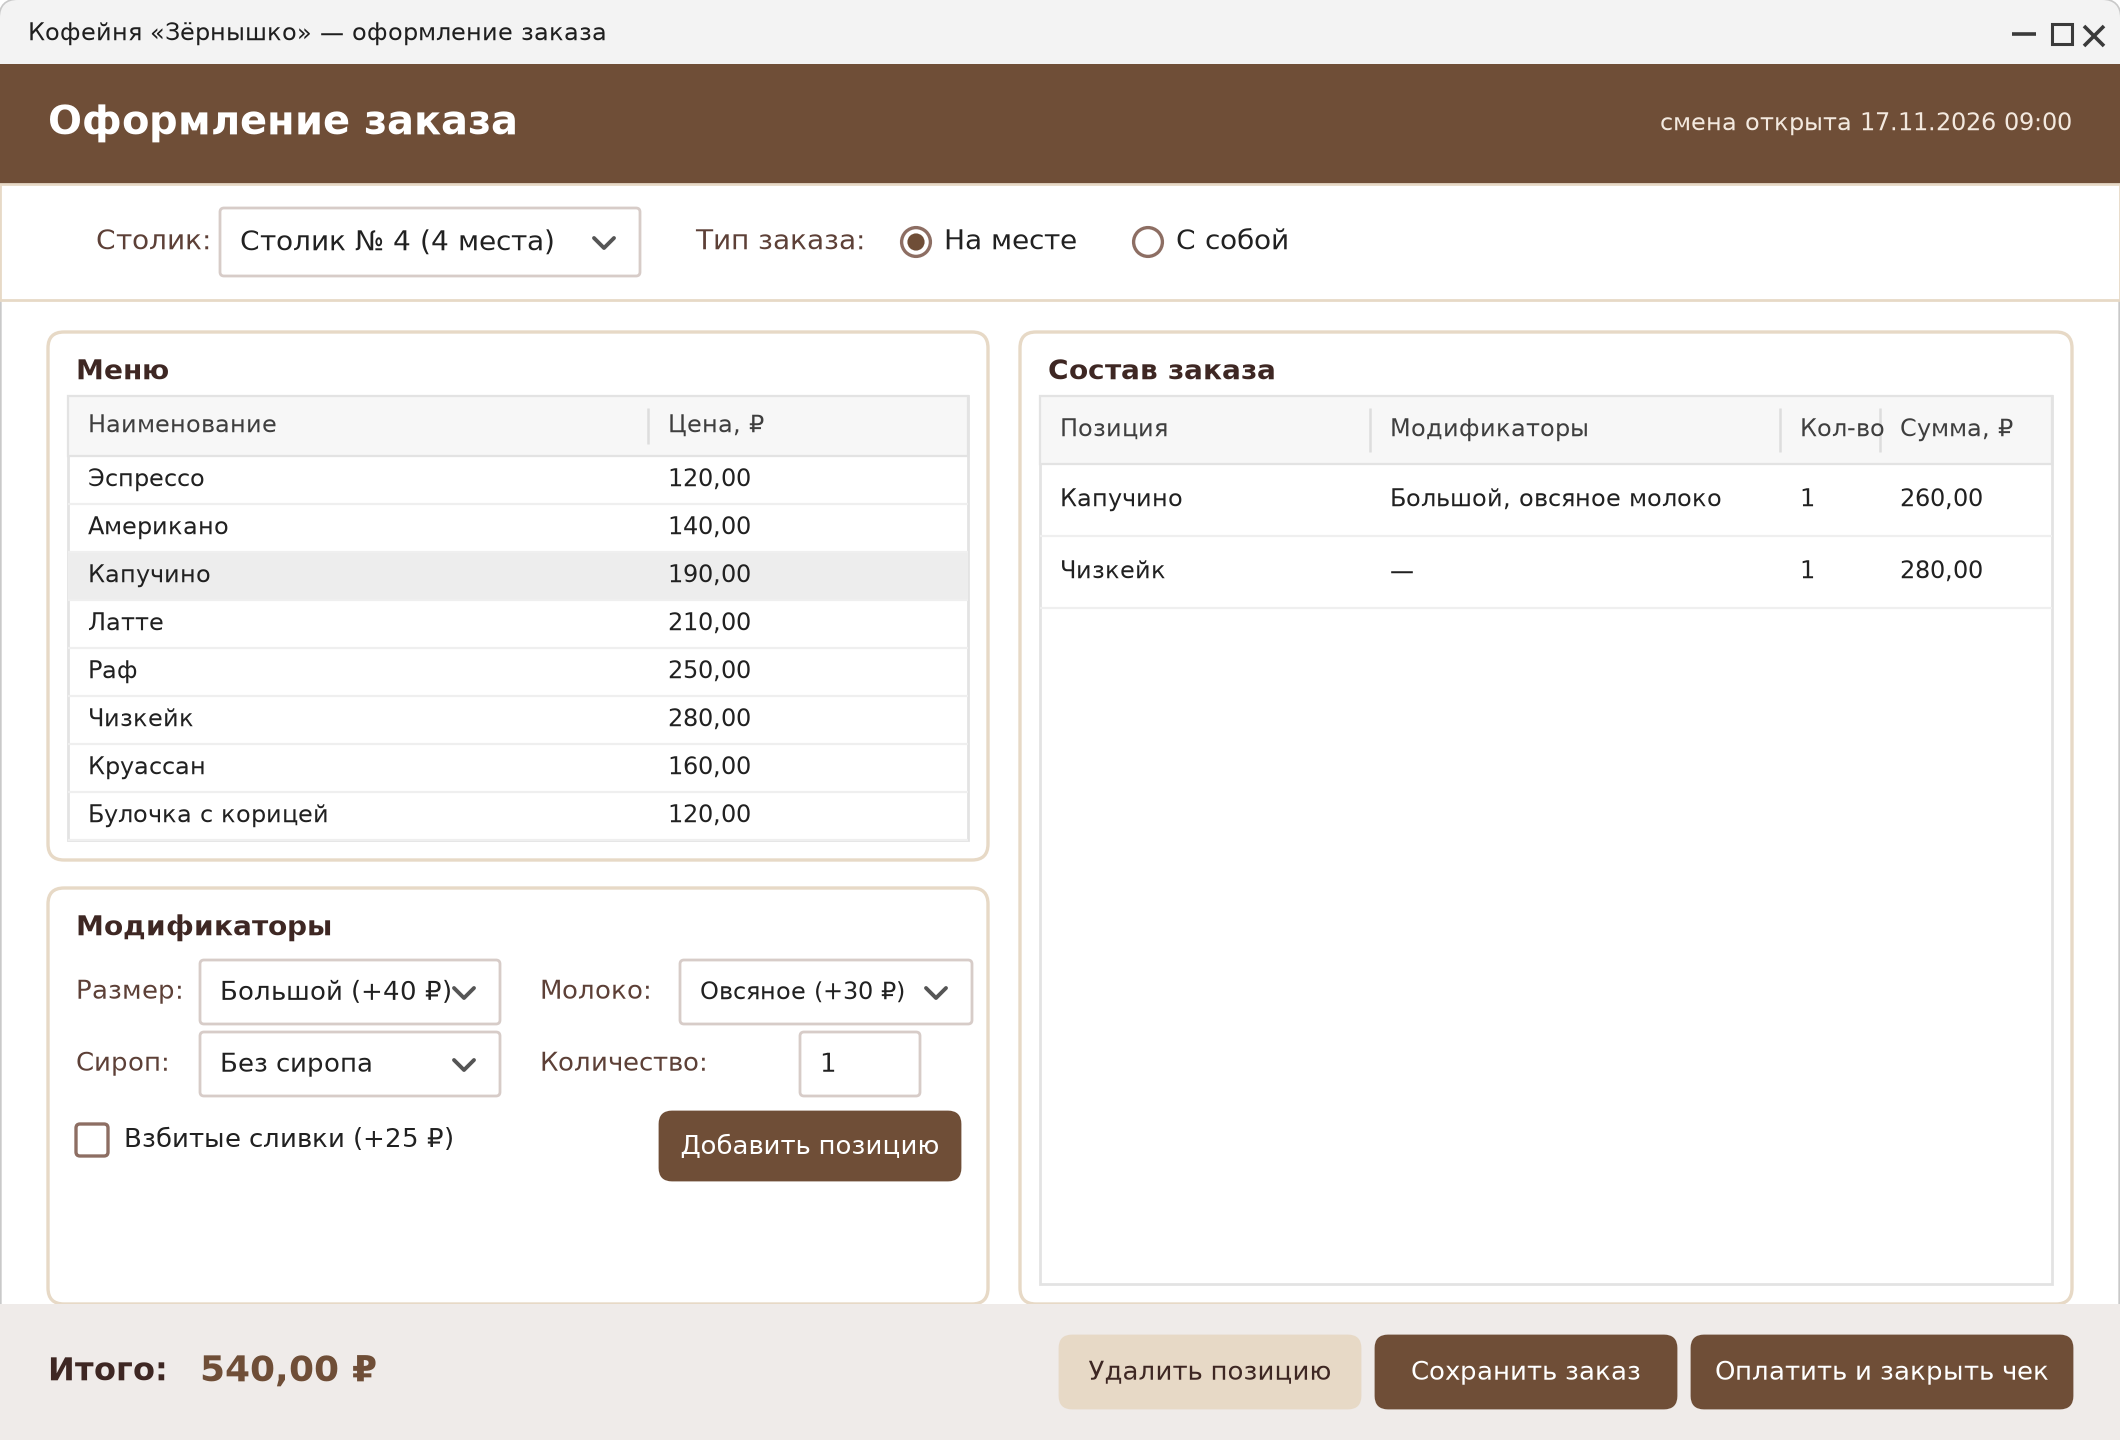 Кофейня «Зёрнышко» — оформление заказа
Оформление заказа
смена открыта 17.11.2026 09:00
Столик: Столик № 4 (4 места) Тип заказа: На месте С собой
Меню
Наименование Цена, ₽
Эспрессо 120,00
Американо 140,00
Капучино 190,00
Латте 210,00
Раф 250,00
Чизкейк 280,00
Круассан 160,00
Булочка с корицей 120,00
Модификаторы
Размер: Большой (+40 ₽) Молоко: Овсяное (+30 ₽)
Сироп: Без сиропа Количество: 1
Взбитые сливки (+25 ₽) Добавить позицию
Состав заказа
Позиция Модификаторы Кол-во Сумма, ₽
Капучино Большой, овсяное молоко 1 260,00
Чизкейк — 1 280,00
Итого: 540,00 ₽ Удалить позицию Сохранить заказ Оплатить и закрыть чек